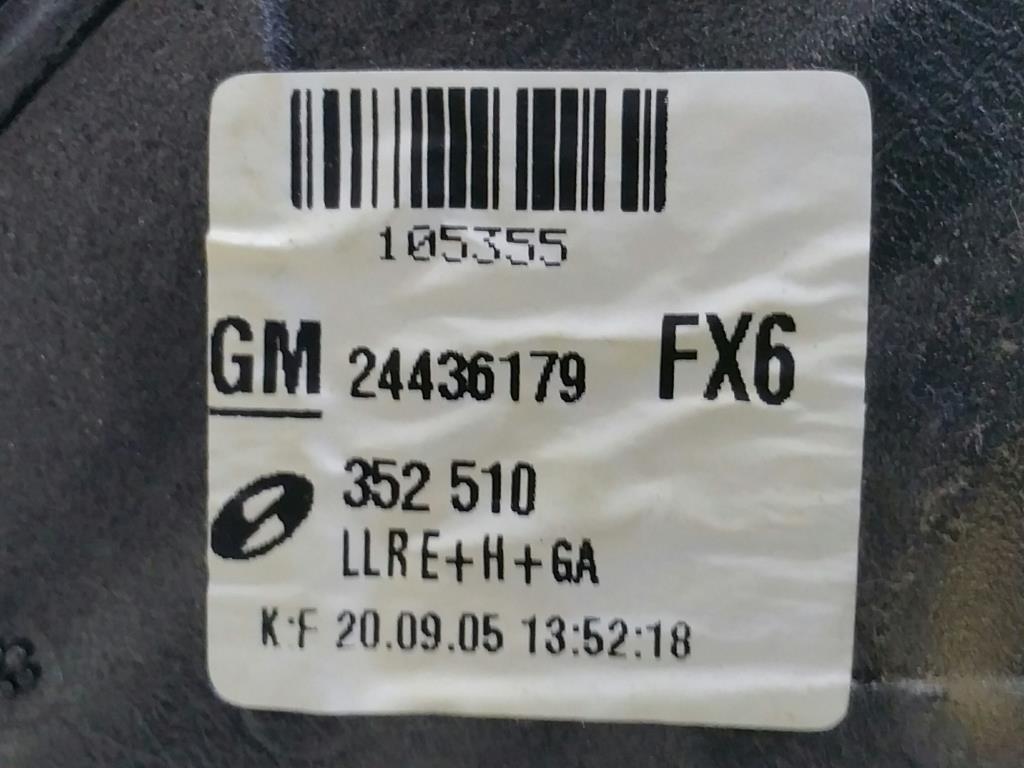 105355
GM 24436179 FX6
352 510
LLR E+H+GA
K:F 20.09.05 13:52:18